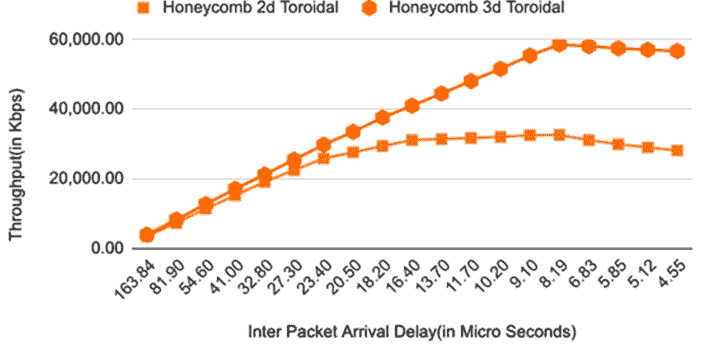 Honeycomb 2d Toroidal Honeycomb 3d Toroidal
Throughput(in Kbps)
60,000.00
40,000.00
20,000.00
0.00
163.84 81.90 54.60 41.00 32.80 27.30 23.40 20.50 18.20 16.40 13.70 11.70 10.20 9.10 8.19 6.83 5.85 5.12 4.55
Inter Packet Arrival Delay(in Micro Seconds)